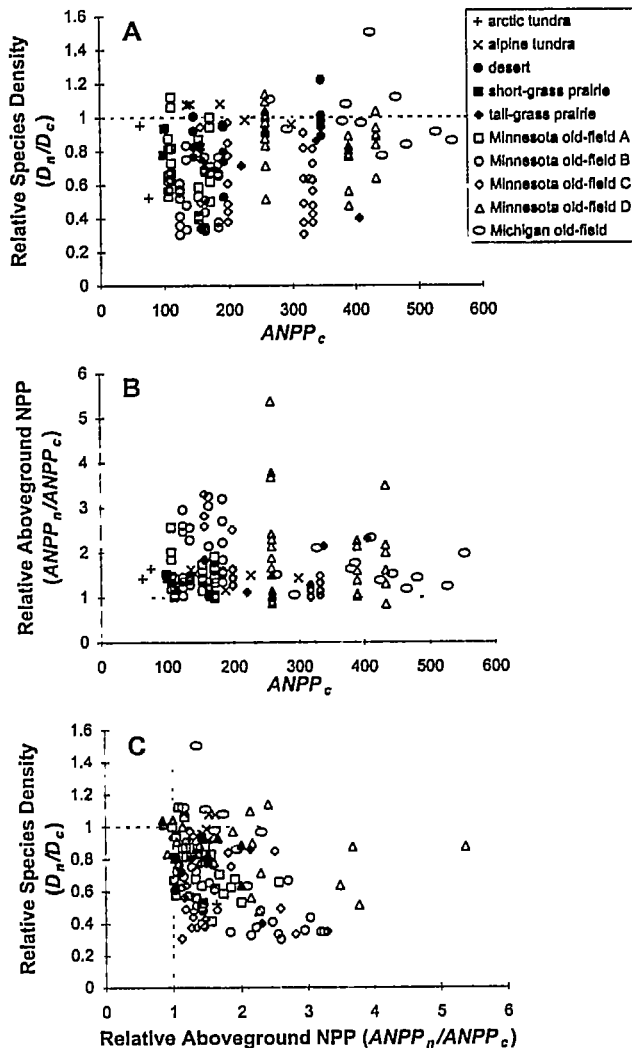 A
Relative Species Density
(Dn/Dc)
1.6
1.4
1.2
1
0.8
0.6
0.4
0.2
0
0 100 200 300 400 500 600
ANPPc
arctic tundra
alpine tundra
desert
short-grass prairie
tall-grass prairie
Minnesota old-field A
Minnesota old-field B
Minnesota old-field C
Minnesota old-field D
Michigan old-field
B
Relative Aboveground NPP
(ANPPn/ANPPc)
6
5
4
3
2
1
0
0 100 200 300 400 500 600
ANPPc
C
Relative Species Density
(Dn/Dc)
1.6
1.4
1.2
1
0.8
0.6
0.4
0.2
0
0 1 2 3 4 5 6
Relative Aboveground NPP (ANPPn/ANPPc)